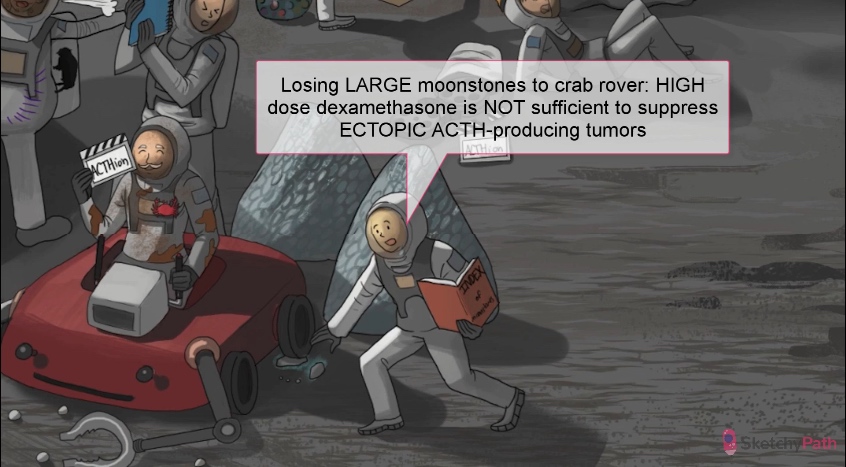 Losing LARGE moonstones to crab rover: HIGH
dose dexamethasone is NOT sufficient to suppress
ECTOPIC ACTH-producing tumors
ACTHion
ACTHion
INDEX
of
SketchyPath